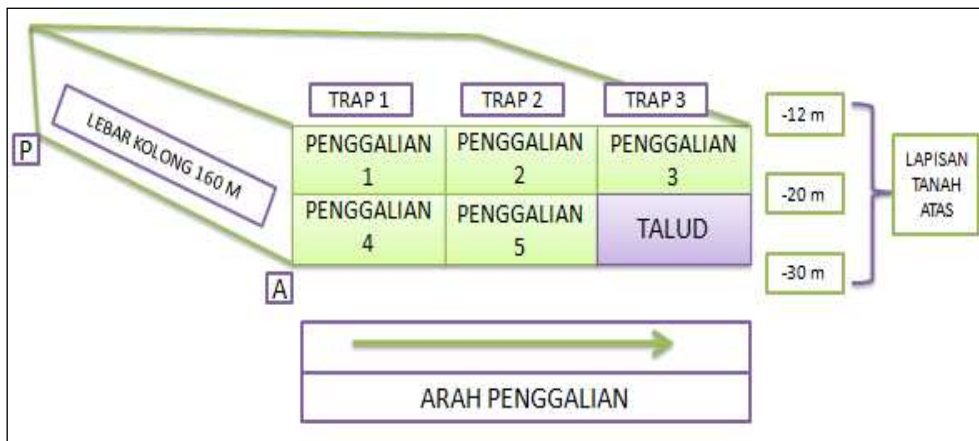 TRAP 1
TRAP 2
TRAP 3
-12 m
P
LEBAR KOLONG 160 M
PENGGALIAN
1
PENGGALIAN
2
PENGGALIAN
3
LAPISAN
TANAH
ATAS
-20 m
PENGGALIAN
4
PENGGALIAN
5
TALUD
-30 m
A
ARAH PENGGALIAN